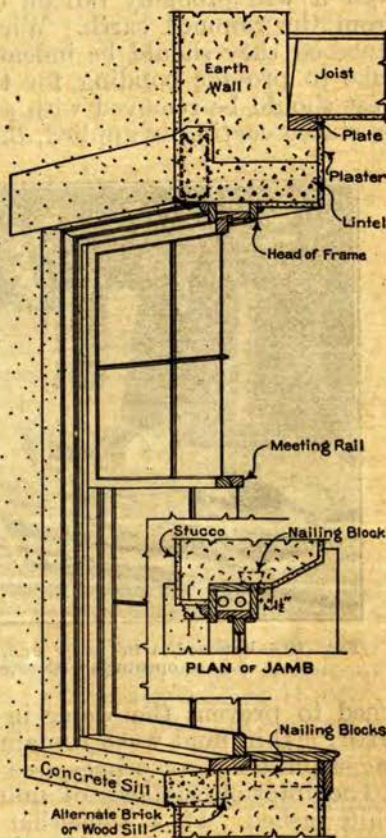 Earth
Wall
Joist
Plate
Plaster
Lintel
Head of Frame
Meeting Rail
Stucco
Nailing Block
PLAN OF JAMB
Nailing Blocks
Concrete Sill
Alternate Brick
or Wood Sill